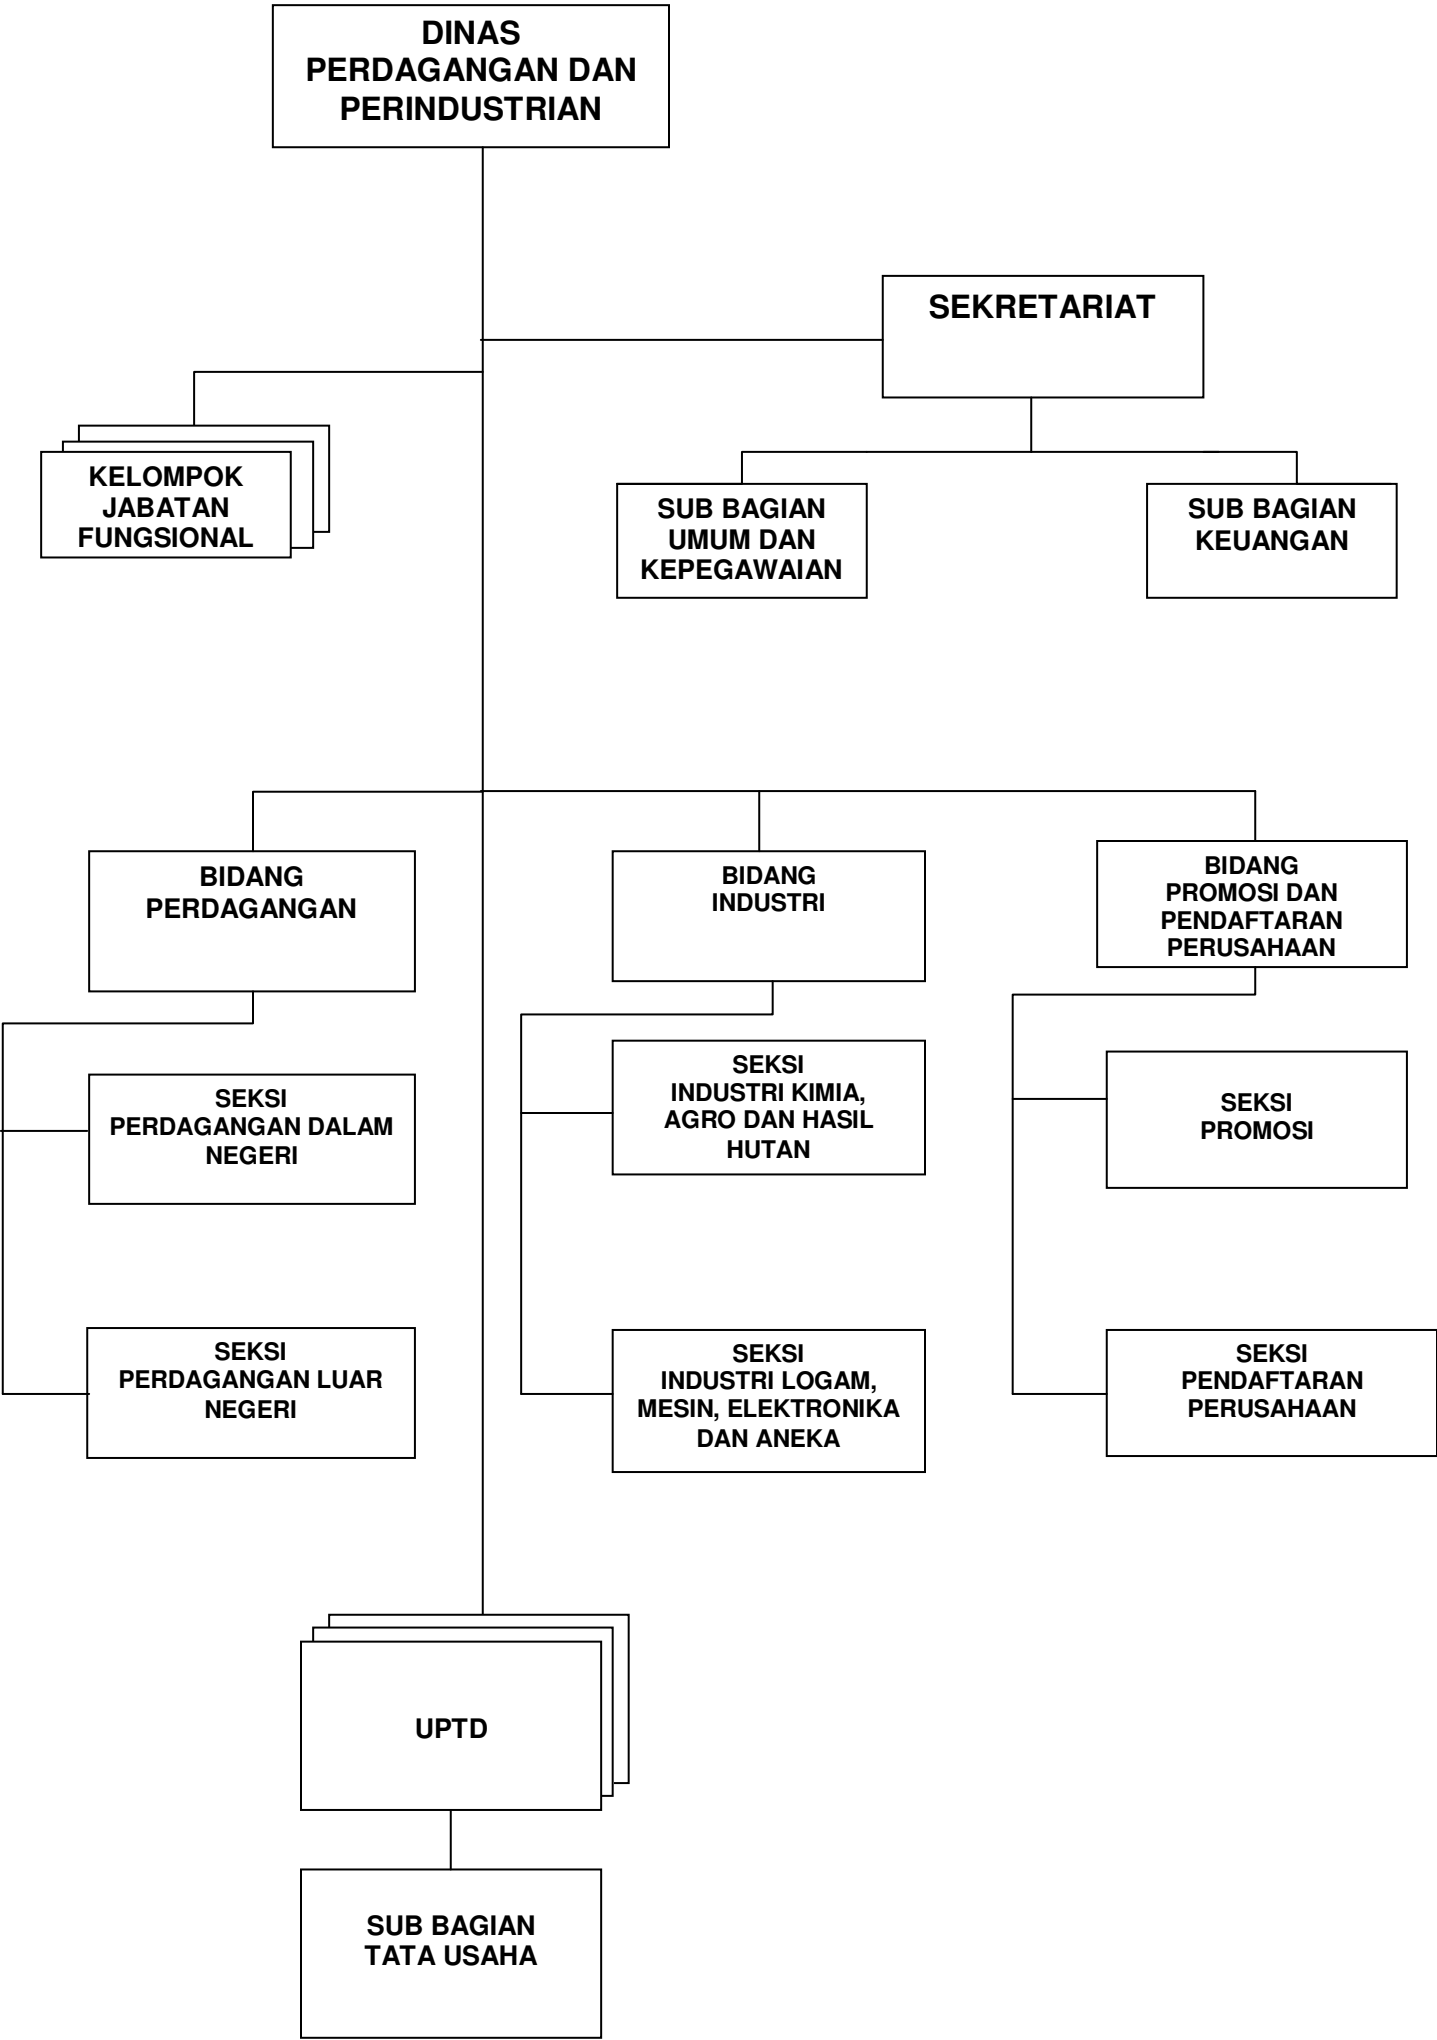 DINAS
PERDAGANGAN DAN
PERINDUSTRIAN
SEKRETARIAT
KELOMPOK
JABATAN
FUNGSIONAL
SUB BAGIAN
UMUM DAN
KEPEGAWAIAN
SUB BAGIAN
KEUANGAN
BIDANG
PERDAGANGAN
BIDANG
INDUSTRI
BIDANG
PROMOSI DAN
PENDAFTARAN
PERUSAHAAN
SEKSI
PERDAGANGAN DALAM
NEGERI
SEKSI
INDUSTRI KIMIA,
AGRO DAN HASIL
HUTAN
SEKSI
PROMOSI
SEKSI
PERDAGANGAN LUAR
NEGERI
SEKSI
INDUSTRI LOGAM,
MESIN, ELEKTRONIKA
DAN ANEKA
SEKSI
PENDAFTARAN
PERUSAHAAN
UPTD
SUB BAGIAN
TATA USAHA